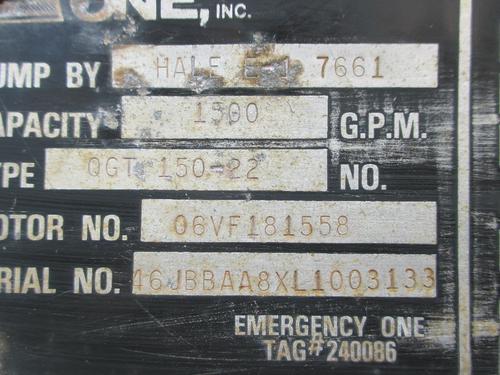 ONE, INC.
UMP BY HALE E-1 7661
APACITY 1500 G.P.M.
YPE QGT 150-22 NO.
OTOR NO. 06VF181558
RIAL NO. 46JBBAA8XL1003133
EMERGENCY ONE
TAG# 240086